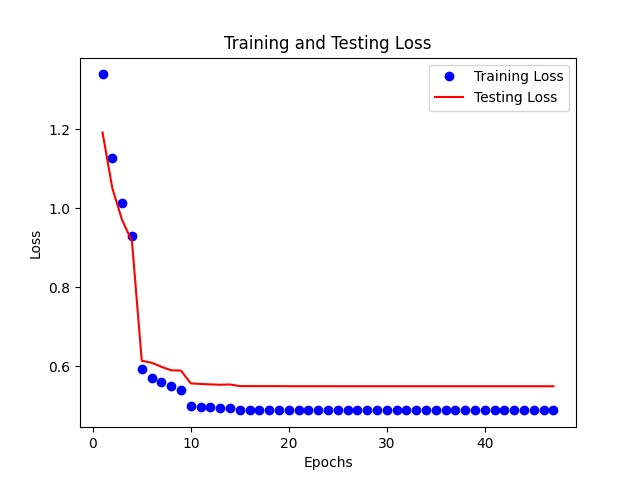 Training and Testing Loss
Training Loss
Testing Loss
1.2
1.0
0.8
0.6
Loss
0 10 20 30 40
Epochs